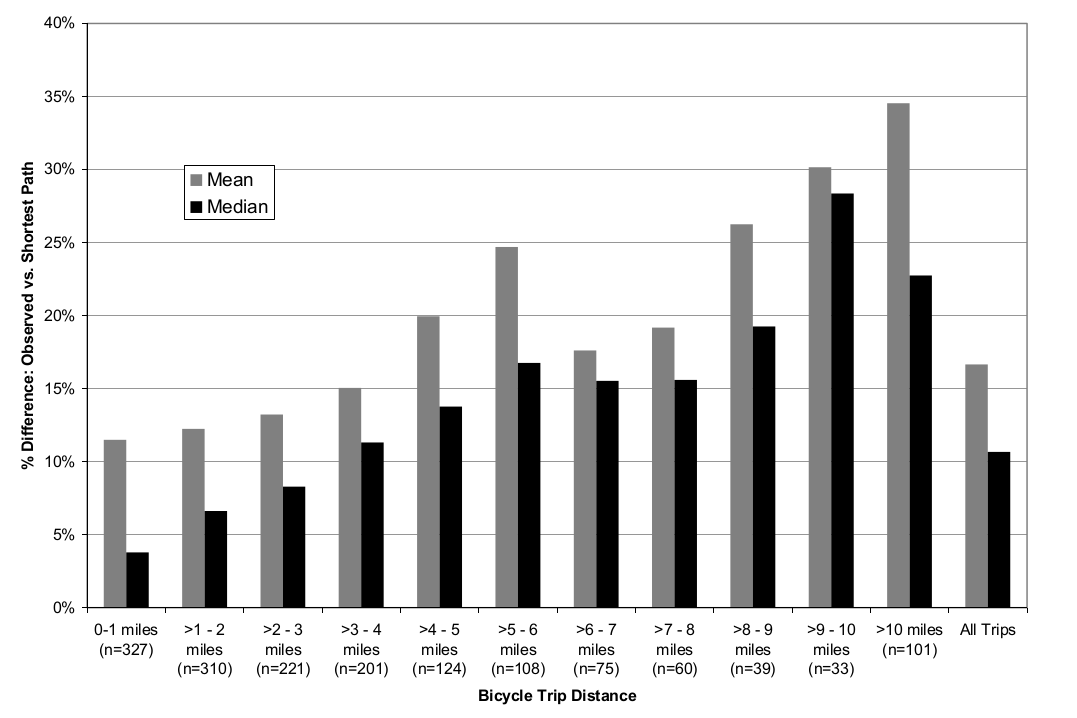 40%
35%
30%
25%
20%
15%
10%
5%
0%
% Difference: Observed vs. Shortest Path
Mean
Median
0-1 miles
(n=327)
>1 - 2
miles
(n=310)
>2 - 3
miles
(n=221)
>3 - 4
miles
(n=201)
>4 - 5
miles
(n=124)
>5 - 6
miles
(n=108)
>6 - 7
miles
(n=75)
>7 - 8
miles
(n=60)
>8 - 9
miles
(n=39)
>9 - 10
miles
(n=33)
>10 miles
(n=101)
All Trips
Bicycle Trip Distance